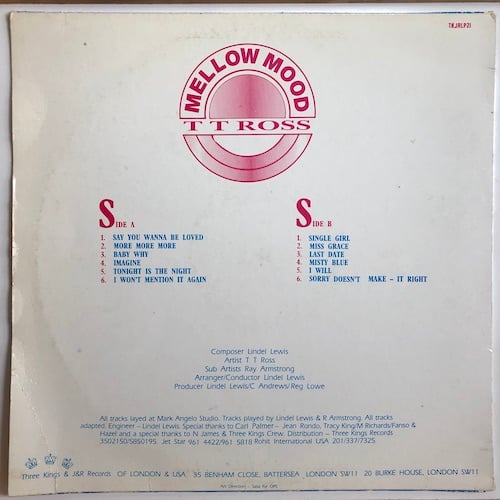 TKJRLP21
MELLOW MOOD
T T ROSS
SIDE A
1. SAY YOU WANNA BE LOVED
2. MORE MORE MORE
3. BABY WHY
4. IMAGINE
5. TONIGHT IS THE NIGHT
6. I WON'T MENTION IT AGAIN
SIDE B
1. SINGLE GIRL
2. MISS GRACE
3. LAST DATE
4. MISTY BLUE
5. I WILL
6. SORRY DOESN'T MAKE – IT RIGHT
Composer Lindel Lewis
Artist T T Ross
Sub Artists Ray Armstrong
Arranger/Conductor Lindel Lewis
Producer Lindel Lewis/C Andrews/Reg Lowe
All tracks layed at Mark Angelo Studio. Tracks played by Lindel Lewis & R Armstrong. All tracks
adapted. Engineer – Lindel Lewis. Special thanks to Carl Palmer – Jean Rondo, Tracy King/M Richards/Fanso &
Hazel and a special thanks to N James & Three Kings Crew. Distribution – Three Kings Records
3502150/5850195. Jet Star 961 4422/961 5818 Rohit International USA 201/337/7325.
Three Kings & J&R Records OF LONDON & USA 35 BENHAM CLOSE, BATTERSEA LONDON SW11 20 BURKE HOUSE, LONDON SW11
Art Direction –